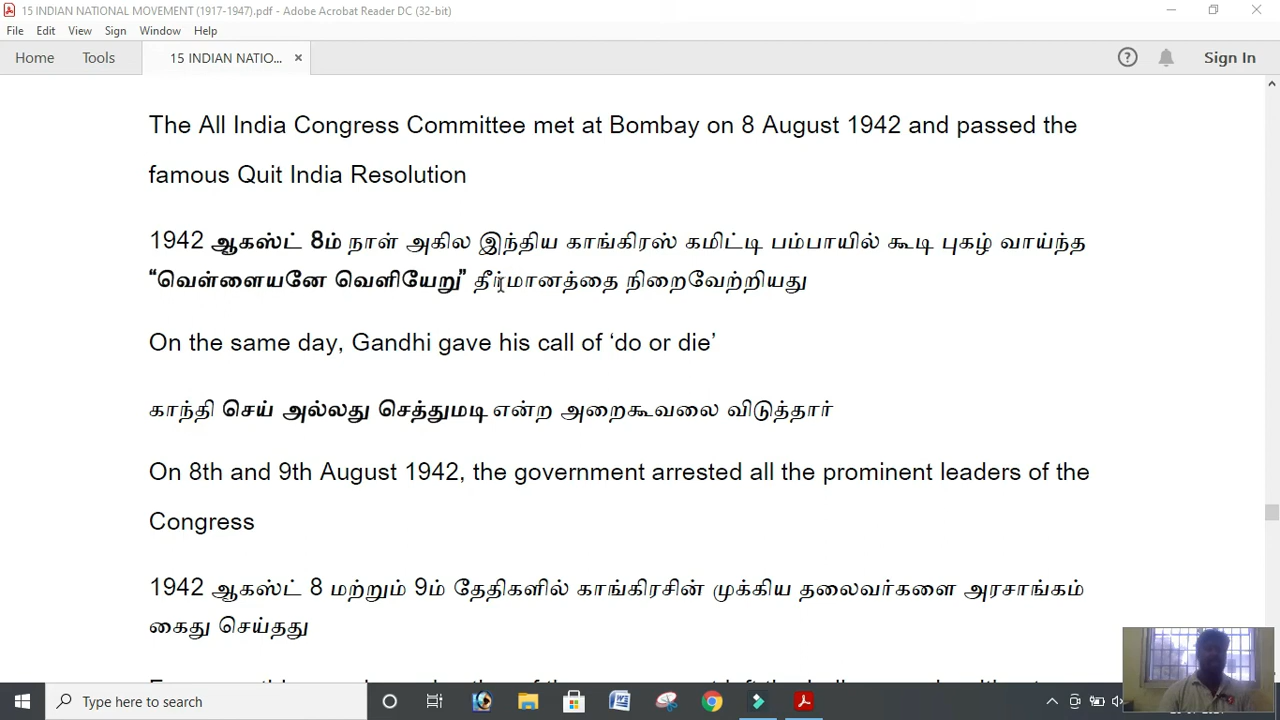 15 INDIAN NATIONAL MOVEMENT (1917-1947).pdf - Adobe Acrobat Reader DC (32-bit)
File Edit View Sign Window Help
Home Tools 15 INDIAN NATIO... × Sign In
The All India Congress Committee met at Bombay on 8 August 1942 and passed the
famous Quit India Resolution
1942 ஆகஸ்ட் 8ம் நாள் அகில இந்திய காங்கிரஸ் கமிட்டி பம்பாயில் கூடி புகழ் வாய்ந்த
“வெள்ளையனே வெளியேறு” தீர்மானத்தை நிறைவேற்றியது
On the same day, Gandhi gave his call of ‘do or die’
காந்தி செய் அல்லது செத்துமடி என்ற அறைகூவலை விடுத்தார்
On 8th and 9th August 1942, the government arrested all the prominent leaders of the
Congress
1942 ஆகஸ்ட் 8 மற்றும் 9ம் தேதிகளில் காங்கிரசின் முக்கிய தலைவர்களை அரசாங்கம்
கைது செய்தது
Type here to search